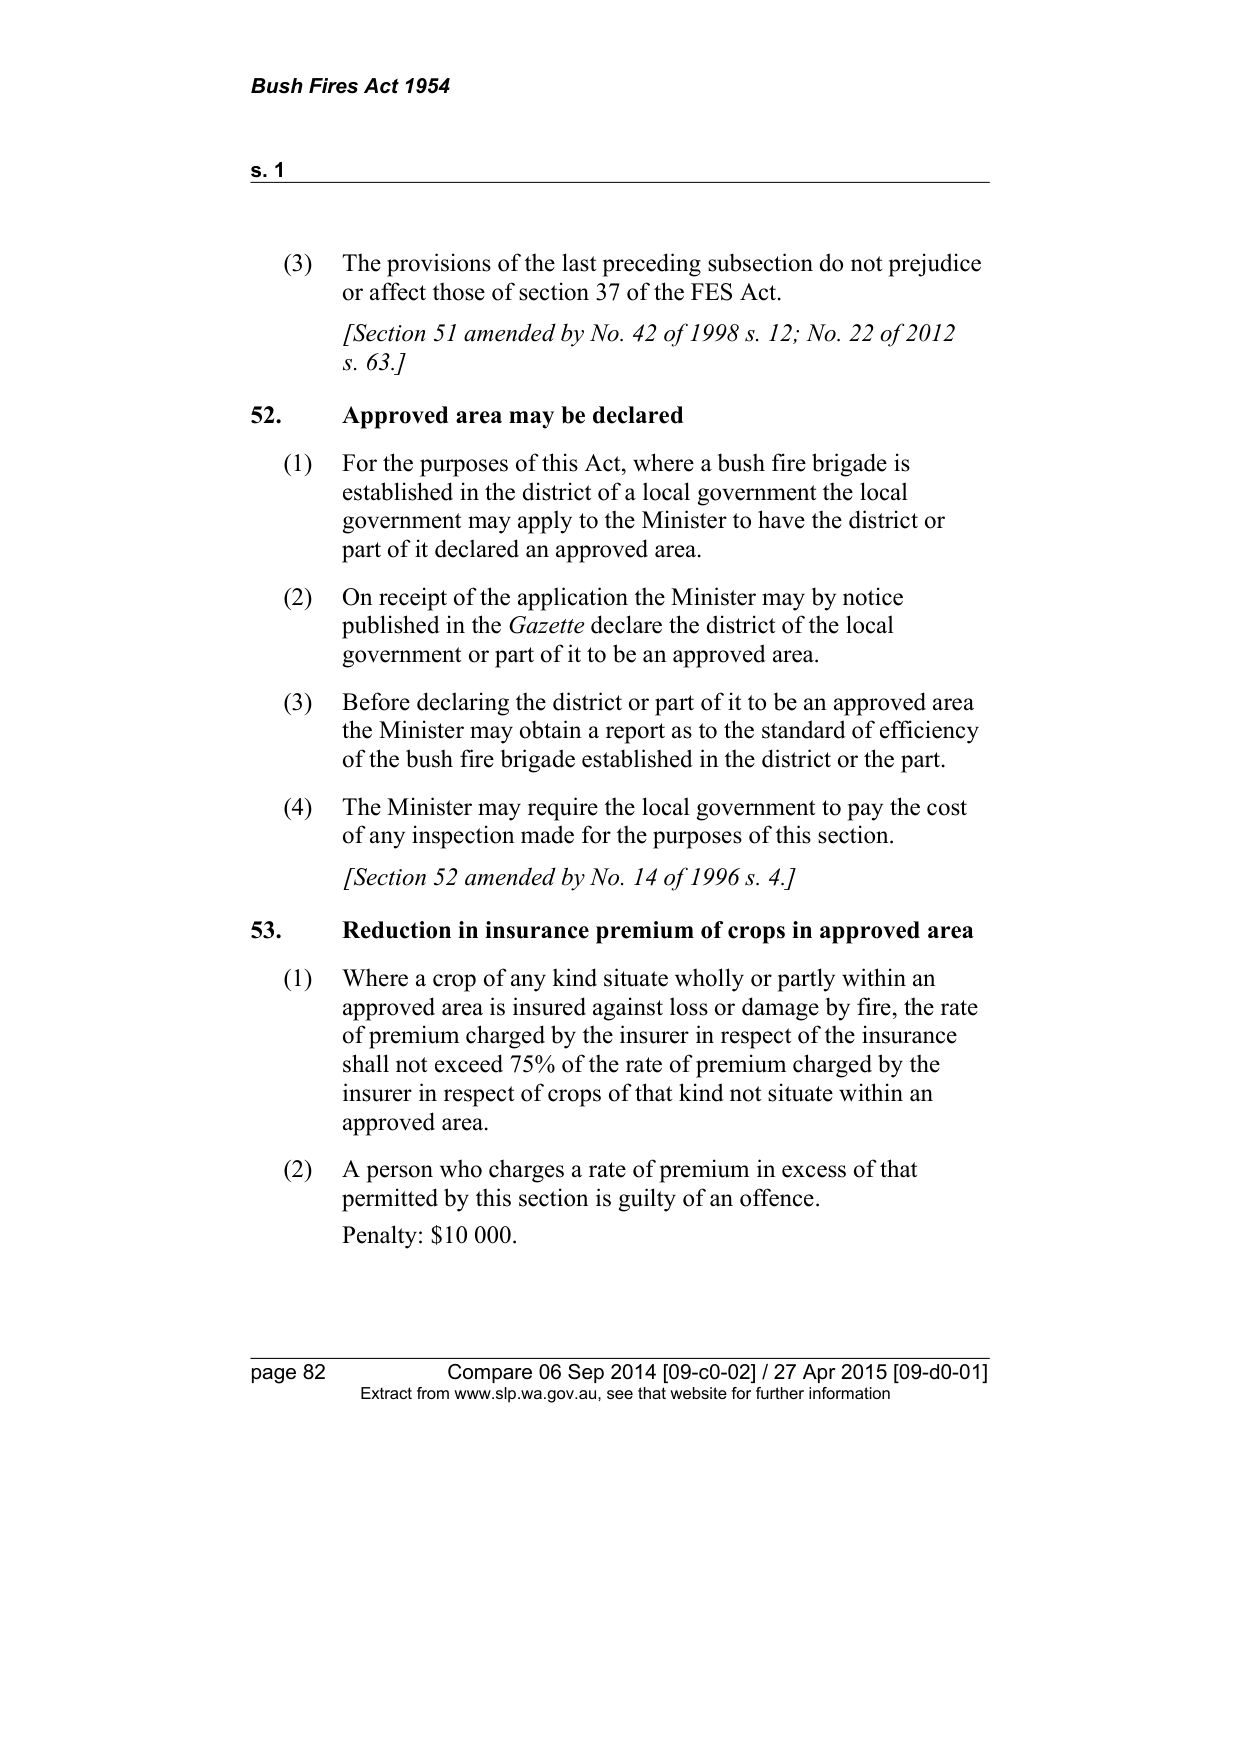 Bush Fires Act 1954
s. 1
(3) The provisions of the last preceding subsection do not prejudice
or affect those of section 37 of the FES Act.
[Section 51 amended by No. 42 of 1998 s. 12; No. 22 of 2012
s. 63.]
52. Approved area may be declared
(1) For the purposes of this Act, where a bush fire brigade is
established in the district of a local government the local
government may apply to the Minister to have the district or
part of it declared an approved area.
(2) On receipt of the application the Minister may by notice
published in the Gazette declare the district of the local
government or part of it to be an approved area.
(3) Before declaring the district or part of it to be an approved area
the Minister may obtain a report as to the standard of efficiency
of the bush fire brigade established in the district or the part.
(4) The Minister may require the local government to pay the cost
of any inspection made for the purposes of this section.
[Section 52 amended by No. 14 of 1996 s. 4.]
53. Reduction in insurance premium of crops in approved area
(1) Where a crop of any kind situate wholly or partly within an
approved area is insured against loss or damage by fire, the rate
of premium charged by the insurer in respect of the insurance
shall not exceed 75% of the rate of premium charged by the
insurer in respect of crops of that kind not situate within an
approved area.
(2) A person who charges a rate of premium in excess of that
permitted by this section is guilty of an offence.
Penalty: $10 000.
page 82 Compare 06 Sep 2014 [09-c0-02] / 27 Apr 2015 [09-d0-01]
Extract from www.slp.wa.gov.au, see that website for further information